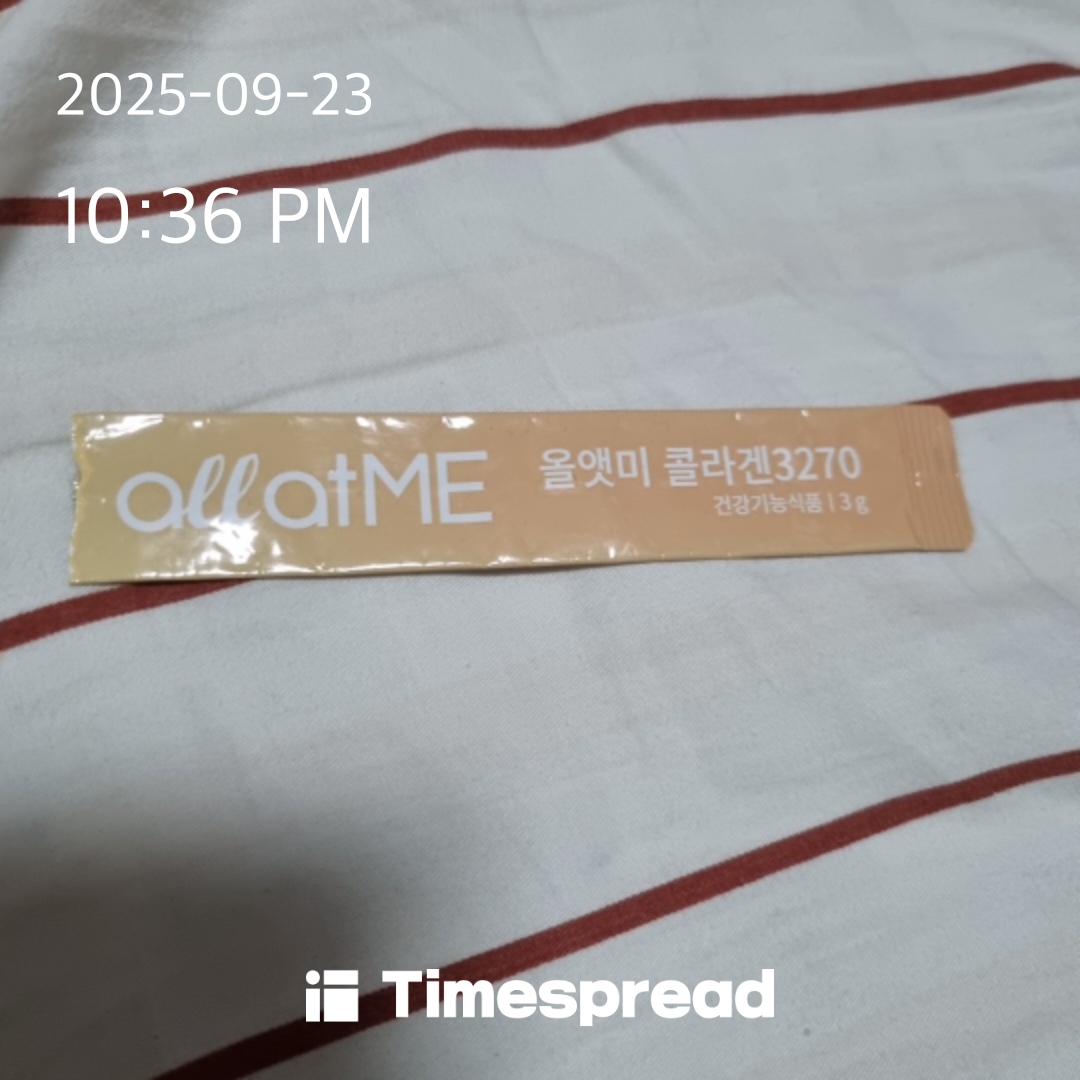 2025-09-23
10:36 PM
allatME
올앳미 콜라겐3270
건강기능식품 | 3g
Timespread